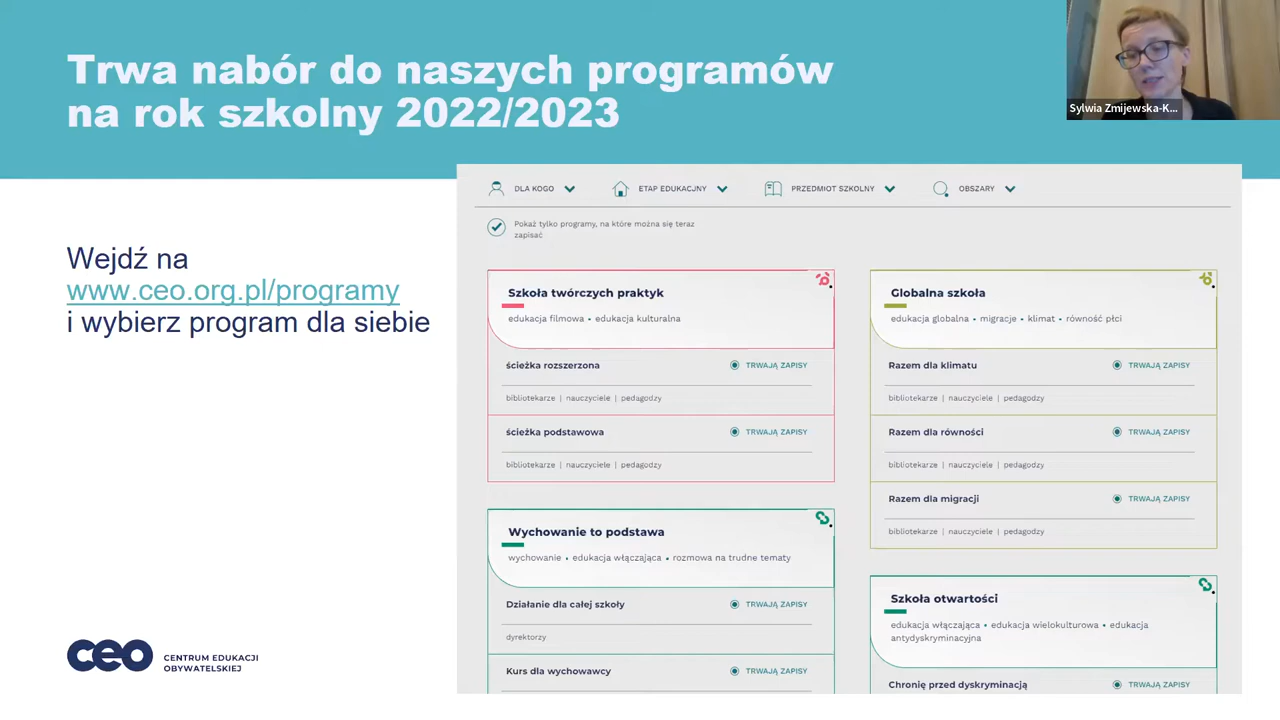 Trwa nabór do naszych programów
na rok szkolny 2022/2023
Sylwia Zmijewska-K...
Wejdź na
www.ceo.org.pl/programy
i wybierz program dla siebie
DLA KOGO
ETAP EDUKACJNY
PRZEDMIOT SZKOLNY
OBSZARY
Pokaż tylko programy, na które można się teraz
zapisać
Szkoła twórczych praktyk
edukacja filmowa • edukacja kulturalna
ścieżka rozszerzona
TRWAJĄ ZAPISY
bibliotekarze | nauczyciele | pedagodzy
ścieżka podstawowa
TRWAJĄ ZAPISY
bibliotekarze | nauczyciele | pedagodzy
Wychowanie to podstawa
wychowanie • edukacja włączająca • rozmowa na trudne tematy
Działanie dla całej szkoły
TRWAJĄ ZAPISY
dyrektorzy
Kurs dla wychowawcy
TRWAJĄ ZAPISY
Globalna szkoła
edukacja globalna • migracje • klimat • równość płci
Razem dla klimatu
TRWAJĄ ZAPISY
bibliotekarze | nauczyciele | pedagodzy
Razem dla równości
TRWAJĄ ZAPISY
bibliotekarze | nauczyciele | pedagodzy
Razem dla migracji
TRWAJĄ ZAPISY
bibliotekarze | nauczyciele | pedagodzy
Szkoła otwartości
edukacja włączająca • edukacja wielokulturowa • edukacja
antydyskryminacyjna
Chronię przed dyskryminacją
TRWAJĄ ZAPISY
ceo
CENTRUM EDUKACJI
OBYWATELSKIEJ